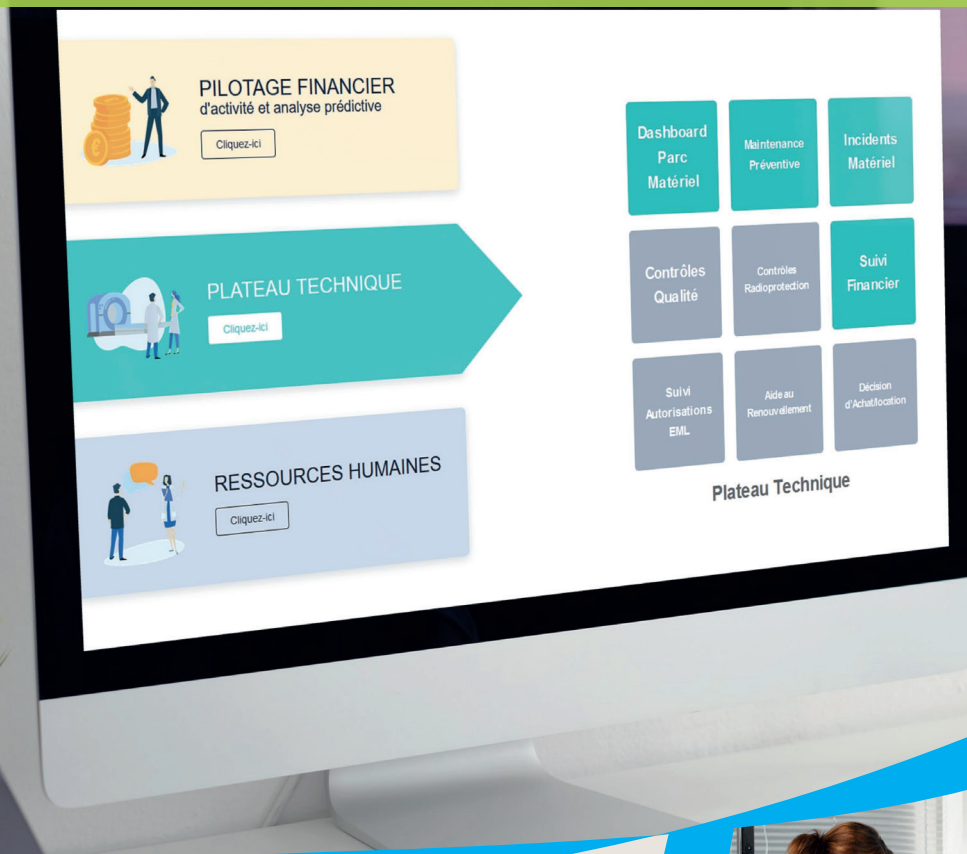 PILOTAGE FINANCIER
d'activité et analyse prédictive
Cliquez-ici
PLATEAU TECHNIQUE
Cliquez-ici
RESSOURCES HUMAINES
Cliquez-ici
Dashboard
Parc
Matériel
Maintenance
Préventive
Incidents
Matériel
Contrôles
Qualité
Contrôles
Radioprotection
Suivi
Financier
Suivi
Autorisations
EML
Aide au
Renouvellement
Décision
d'Achat/location
Plateau Technique